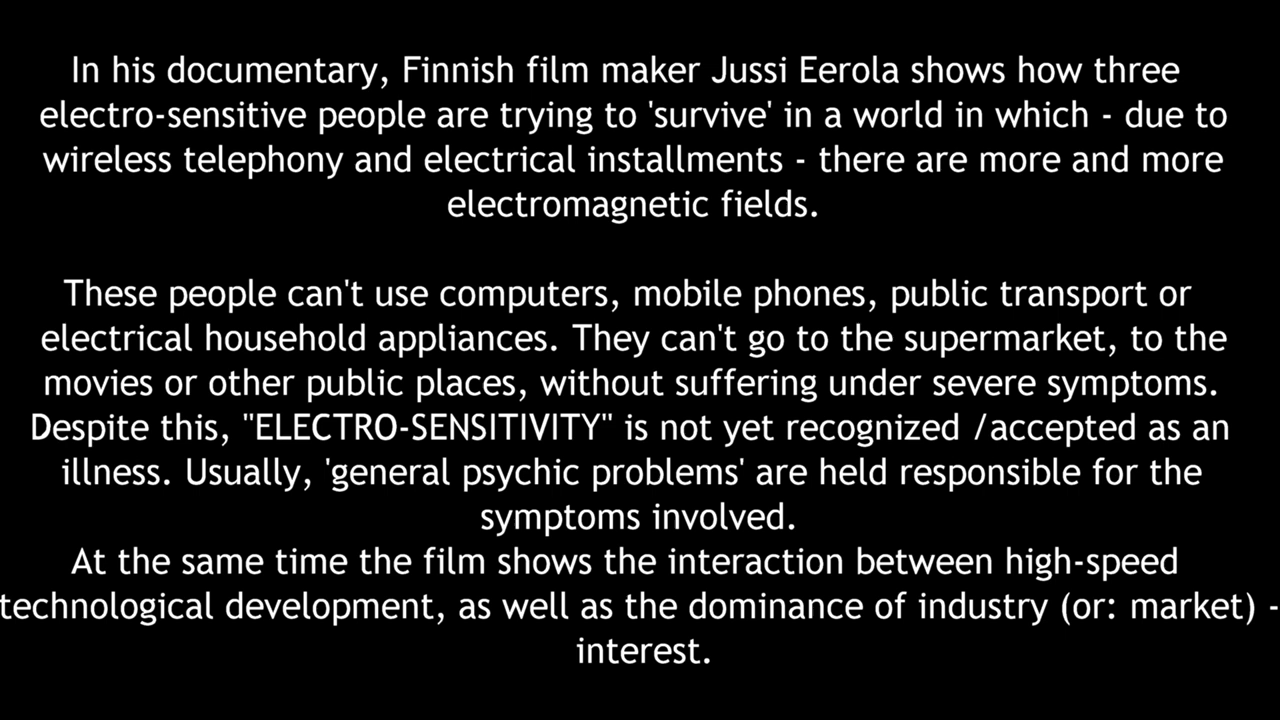 In his documentary, Finnish film maker Jussi Eerola shows how three
electro-sensitive people are trying to 'survive' in a world in which - due to
wireless telephony and electrical installments - there are more and more
electromagnetic fields.
These people can't use computers, mobile phones, public transport or
electrical household appliances. They can't go to the supermarket, to the
movies or other public places, without suffering under severe symptoms.
Despite this, "ELECTRO-SENSITIVITY" is not yet recognized /accepted as an
illness. Usually, 'general psychic problems' are held responsible for the
symptoms involved.
At the same time the film shows the interaction between high-speed
technological development, as well as the dominance of industry (or: market) -
interest.